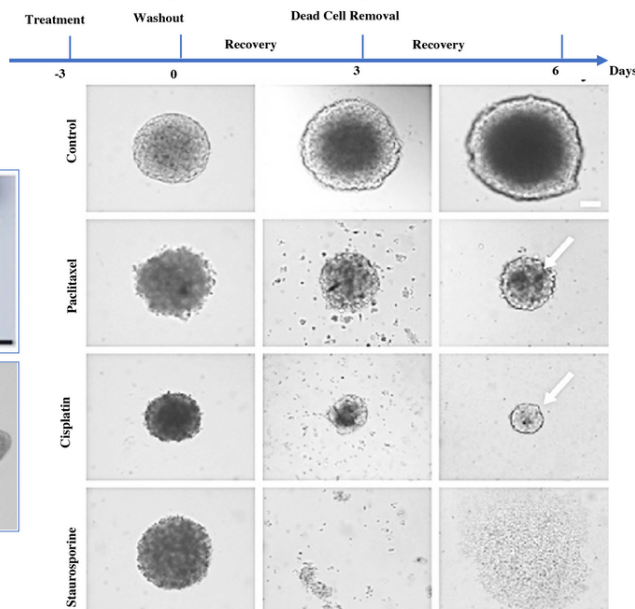 Treatment
Washout
Dead Cell Removal
Recovery
Recovery
-3
0
3
6
Days
Control
Paclitaxel
Cisplatin
Staurosporine